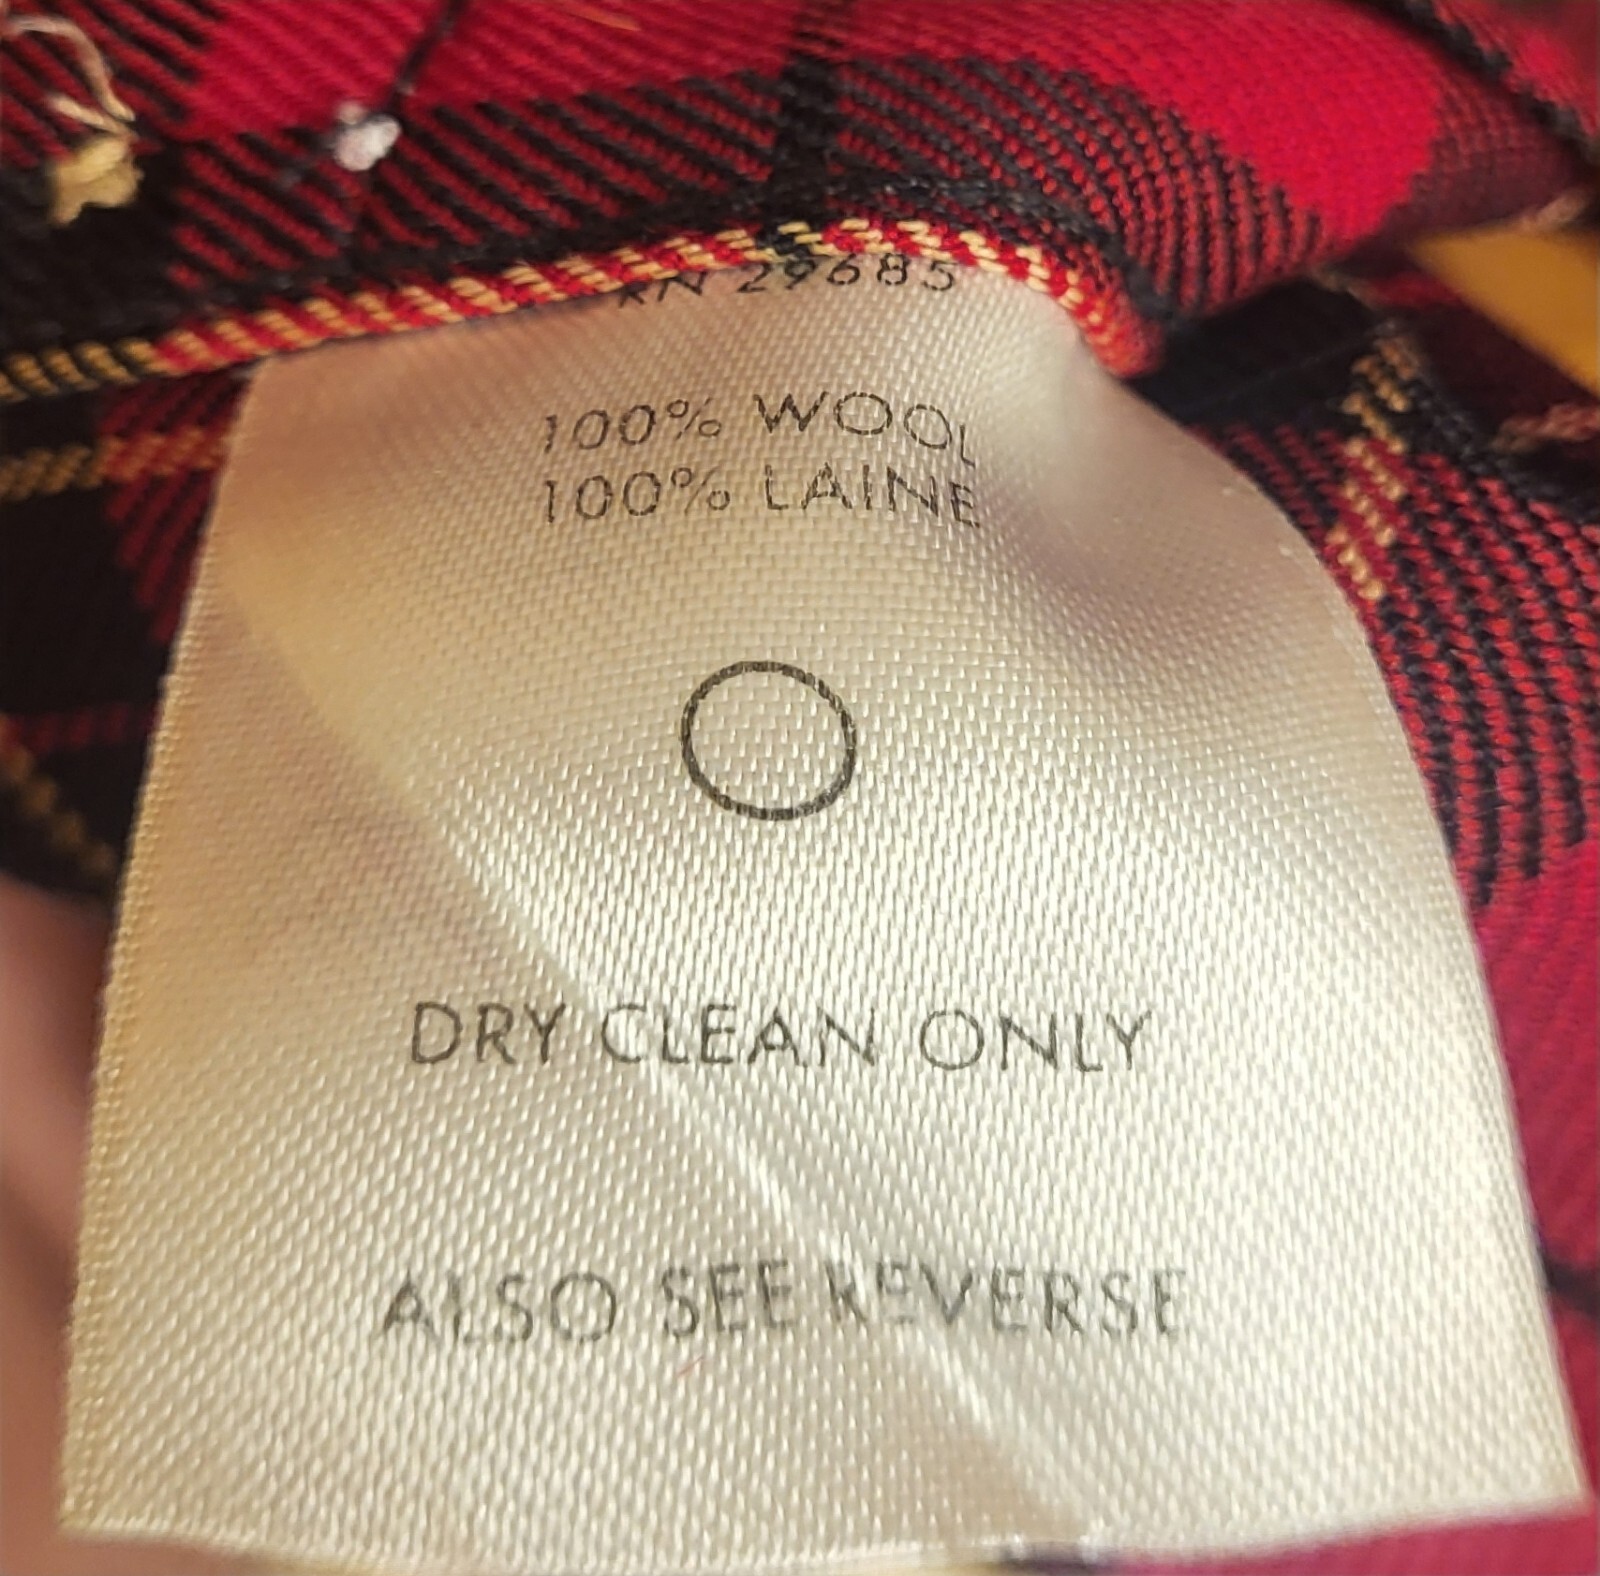 RN 29685
100% WOOL
100% LAINE
DRY CLEAN ONLY
ALSO SEE REVERSE